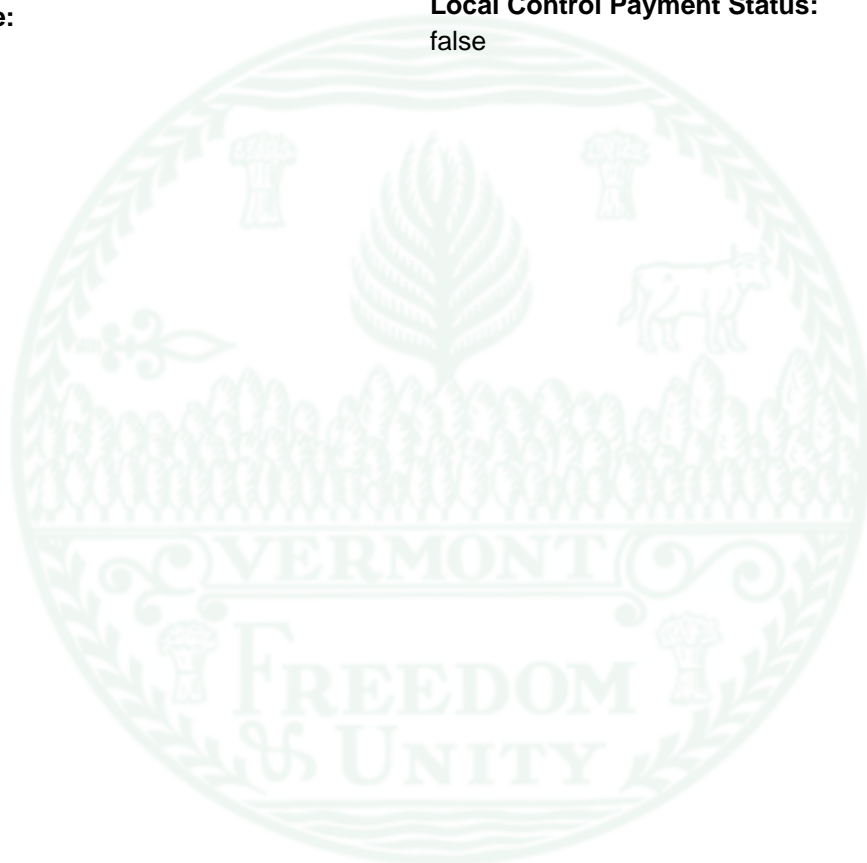 e:
Local Control Payment Status:
false
VERMONT
FREEDOM
& UNITY